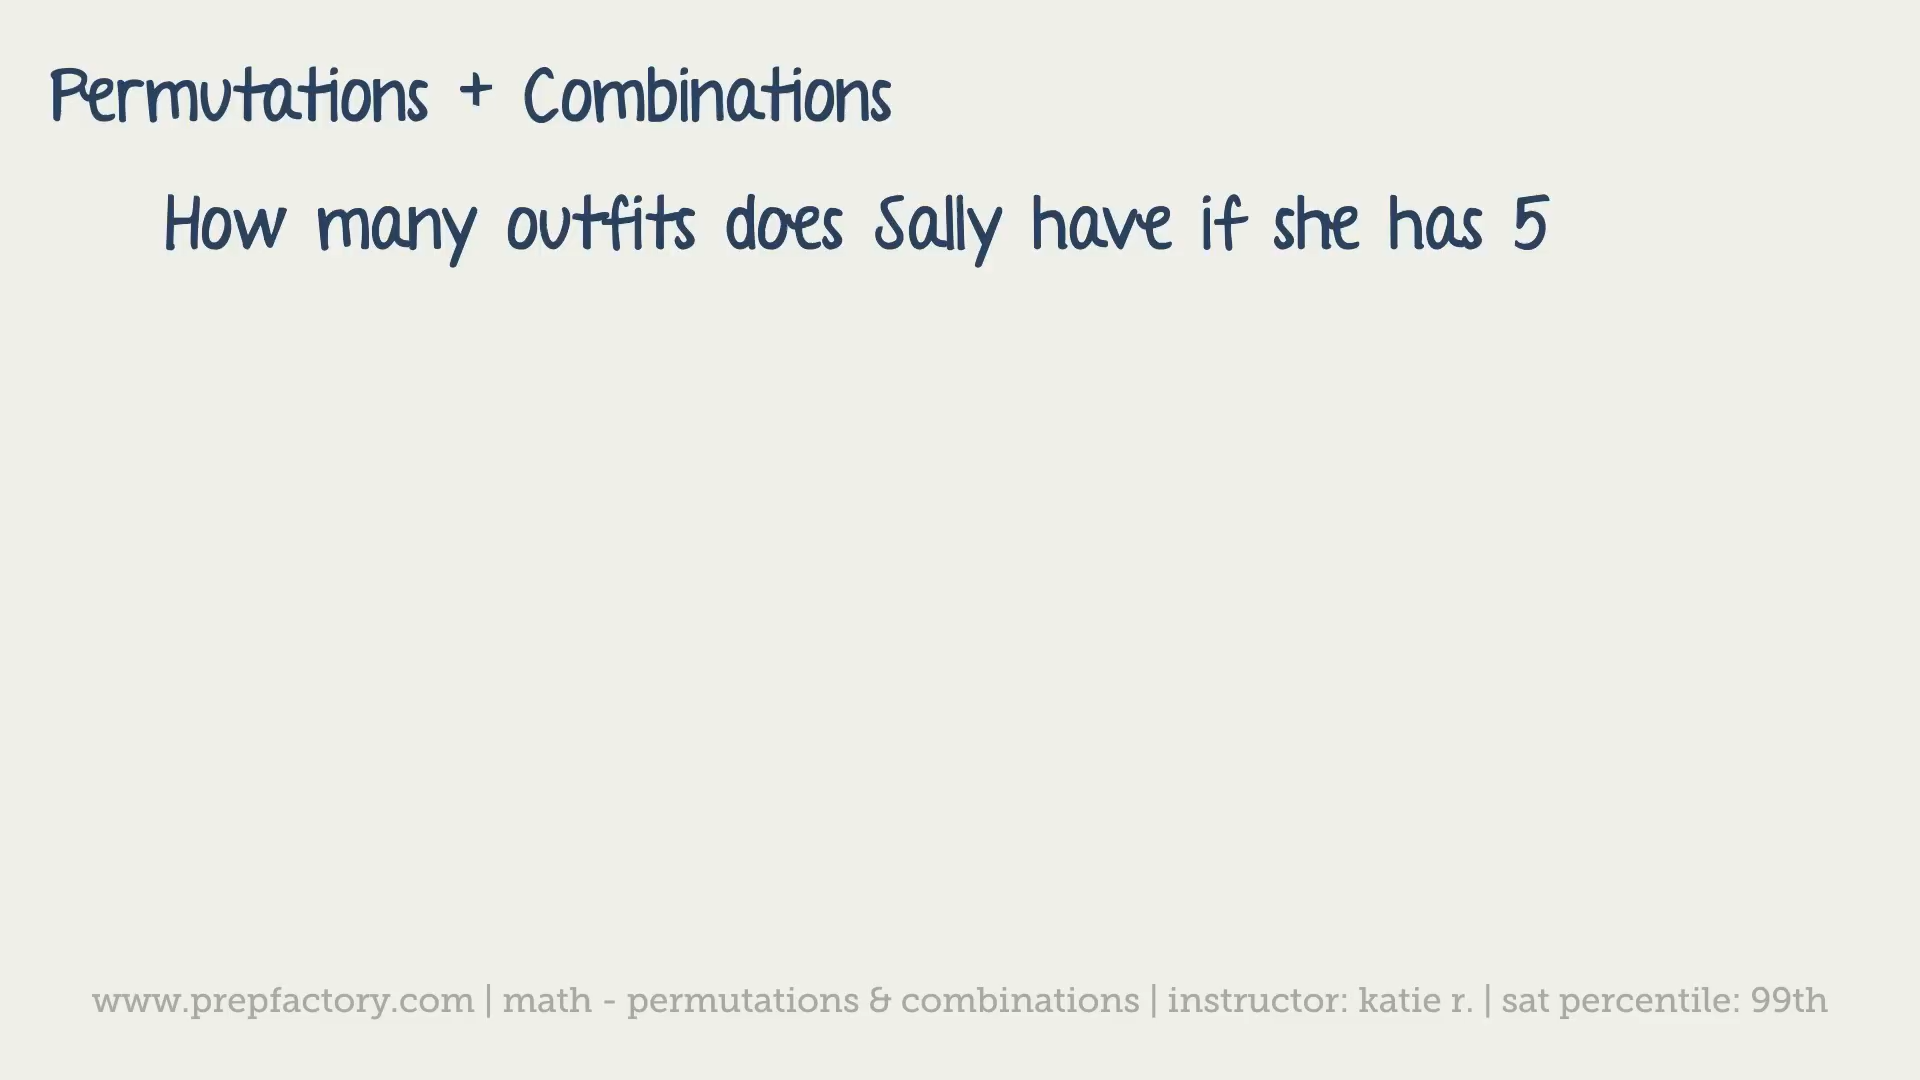 Permutations + Combinations
How many outfits does Sally have if she has 5
www.prepfactory.com | math - permutations & combinations | instructor: katie r. | sat percentile: 99th